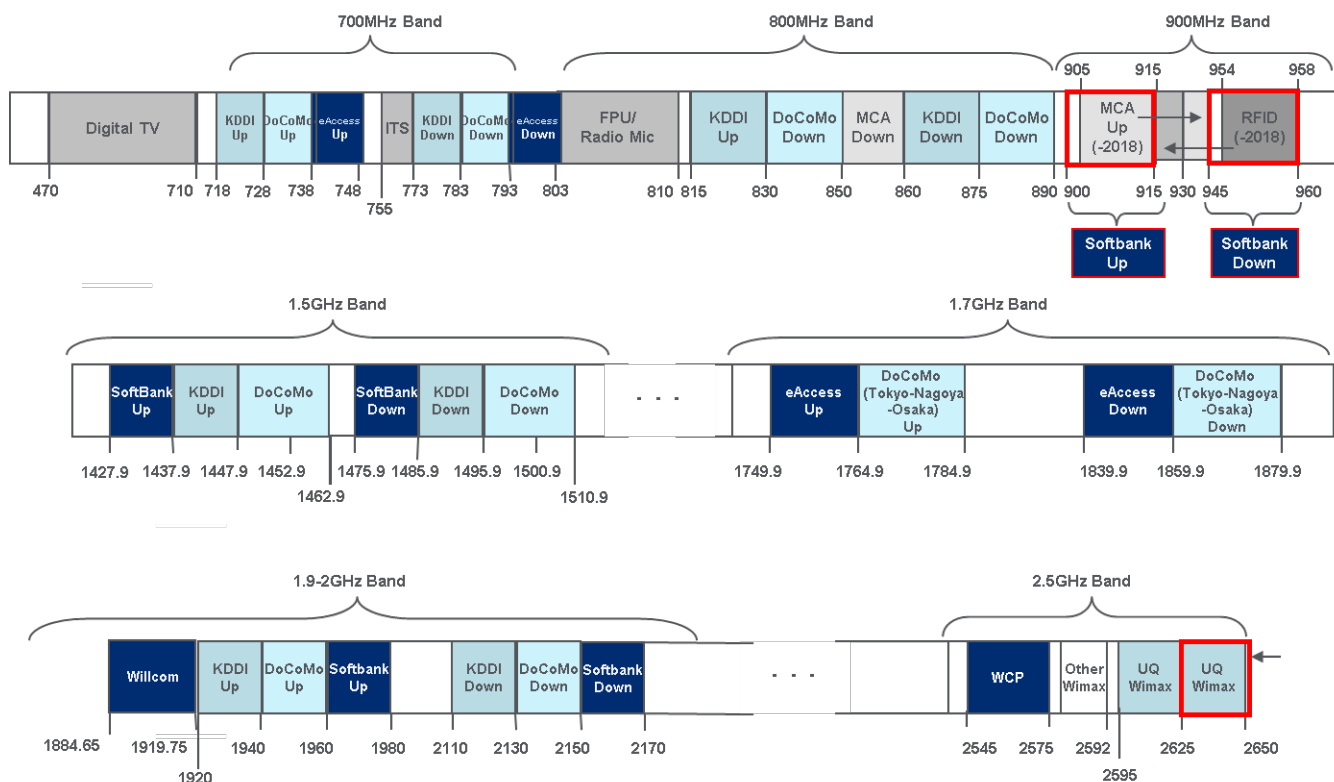 700MHz Band
800MHz Band
900MHz Band
905
915
954
958
Digital TV
KDDI
Up
DoCoMo
Up
eAccess
Up
ITS
KDDI
Down
DoCoMo
Down
eAccess
Down
FPU/
Radio Mic
KDDI
Up
DoCoMo
Down
MCA
Down
KDDI
Down
DoCoMo
Down
MCA
Up
(-2018)
RFID
(-2018)
470
710
718
728
738
748
755
773
783
793
803
810
815
830
850
860
875
890
900
915
930
945
960
Softbank
Up
Softbank
Down
1.5GHz Band
1.7GHz Band
SoftBank
Up
KDDI
Up
DoCoMo
Up
SoftBank
Down
KDDI
Down
DoCoMo
Down
. . .
eAccess
Up
DoCoMo
(Tokyo-Nagoya
-Osaka)
Up
eAccess
Down
DoCoMo
(Tokyo-Nagoya
-Osaka)
Down
1427.9
1437.9
1447.9
1452.9
1462.9
1475.9
1485.9
1495.9
1500.9
1510.9
1749.9
1764.9
1784.9
1839.9
1859.9
1879.9
1.9-2GHz Band
2.5GHz Band
Willcom
KDDI
Up
DoCoMo
Up
Softbank
Up
KDDI
Down
DoCoMo
Down
Softbank
Down
. . .
WCP
Other
Wimax
UQ
Wimax
UQ
Wimax
1884.65
1919.75
1920
1940
1960
1980
2110
2130
2150
2170
2545
2575
2592
2595
2625
2650